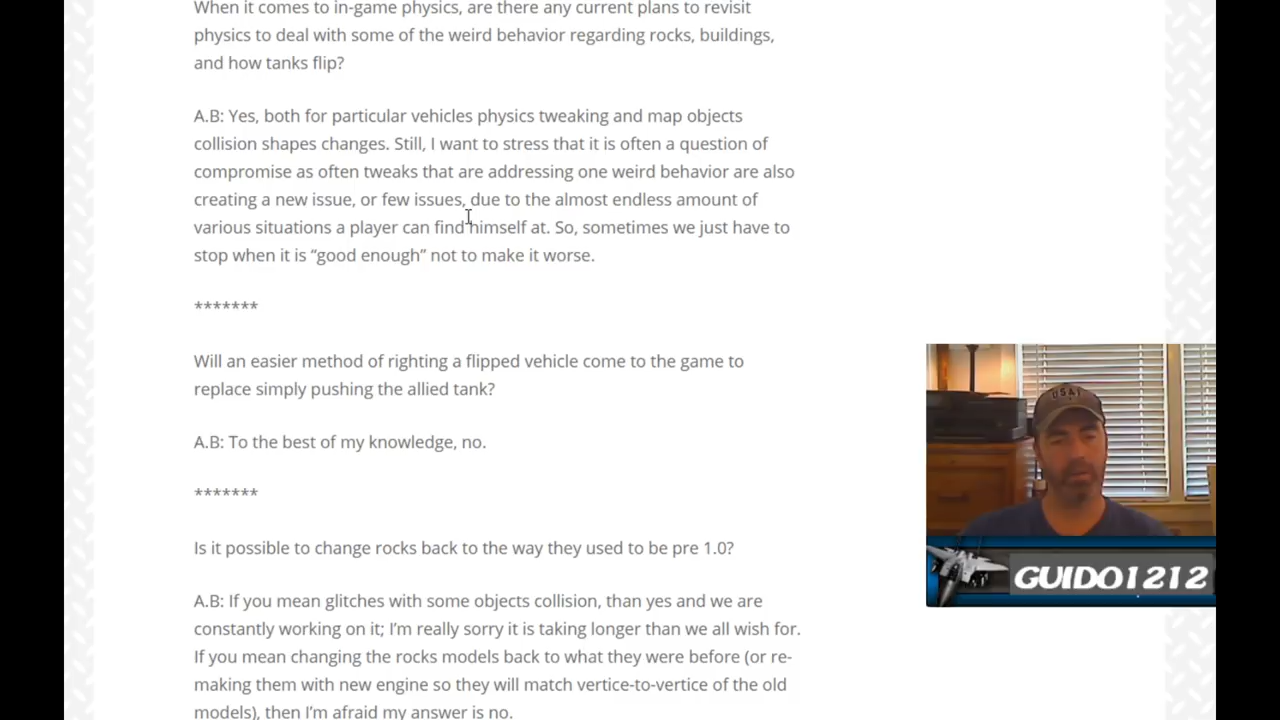 When it comes to in-game physics, are there any current plans to revisit
physics to deal with some of the weird behavior regarding rocks, buildings,
and how tanks flip?
A.B: Yes, both for particular vehicles physics tweaking and map objects
collision shapes changes. Still, I want to stress that it is often a question of
compromise as often tweaks that are addressing one weird behavior are also
creating a new issue, or few issues, due to the almost endless amount of
various situations a player can find himself at. So, sometimes we just have to
stop when it is “good enough” not to make it worse.
*******
Will an easier method of righting a flipped vehicle come to the game to
replace simply pushing the allied tank?
A.B: To the best of my knowledge, no.
*******
Is it possible to change rocks back to the way they used to be pre 1.0?
A.B: If you mean glitches with some objects collision, than yes and we are
constantly working on it; I’m really sorry it is taking longer than we all wish for.
If you mean changing the rocks models back to what they were before (or re-
making them with new engine so they will match vertice-to-vertice of the old
models), then I’m afraid my answer is no.
GUIDO1212